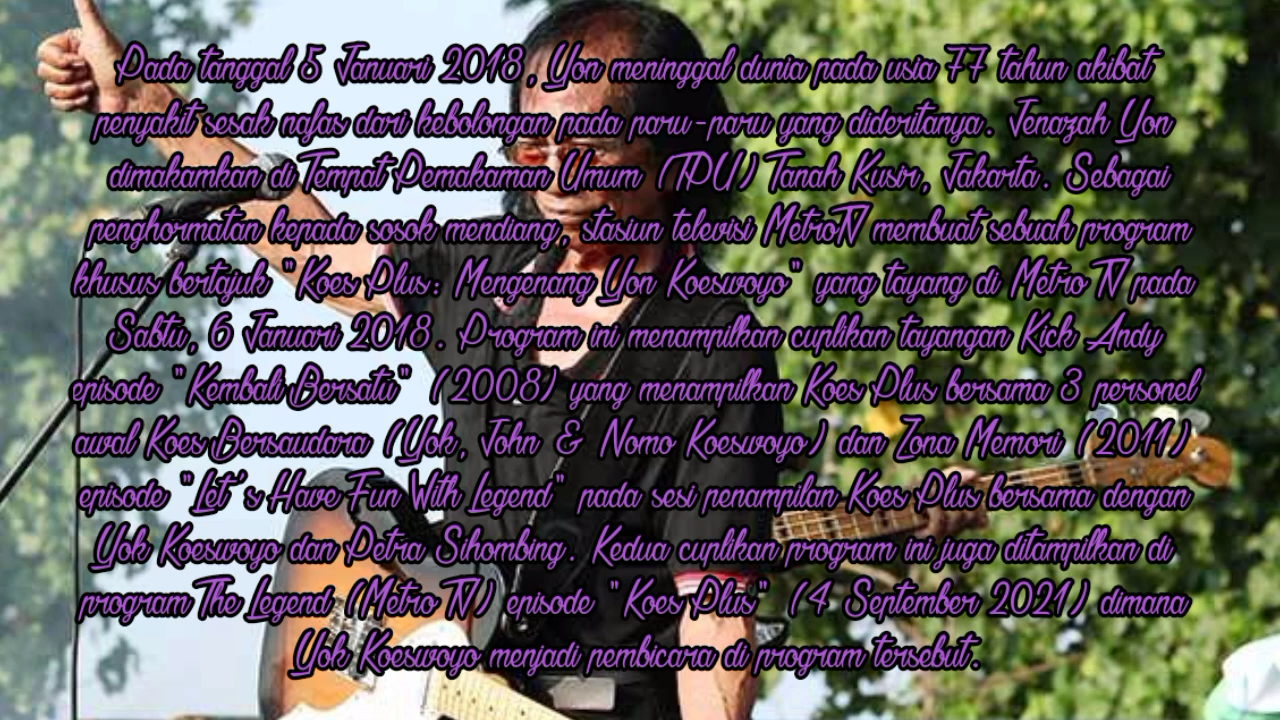 Pada tanggal 5 Januari 2018, Yon meninggal dunia pada usia 77 tahun akibat
penyakit sesak nafas dari kebolongan pada paru-paru yang dideritanya. Jenazah Yon
dimakamkan di Tempat Pemakaman Umum (TPU) Tanah Kusir, Jakarta. Sebagai
penghormatan kepada sosok mendiang, stasiun televisi MetroTV membuat sebuah program
khusus bertajuk "Koes Plus: Mengenang Yon Koeswoyo" yang tayang di Metro TV pada
Sabtu, 6 Januari 2018. Program ini menampilkan cuplikan tayangan Kick Andy
episode "Kembali Bersatu" (2008) yang menampilkan Koes Plus bersama 3 personel
awal Koes Bersaudara (Yok, John & Nomo Koeswoyo) dan Zona Memori (2011)
episode "Let's Have Fun With Legend" pada sesi penampilan Koes Plus bersama dengan
Yok Koeswoyo dan Petra Sihombing. Kedua cuplikan program ini juga ditampilkan di
program The Legend (Metro TV) episode "Koes Plus" (4 September 2021) dimana
Yok Koeswoyo menjadi pembicara di program tersebut.